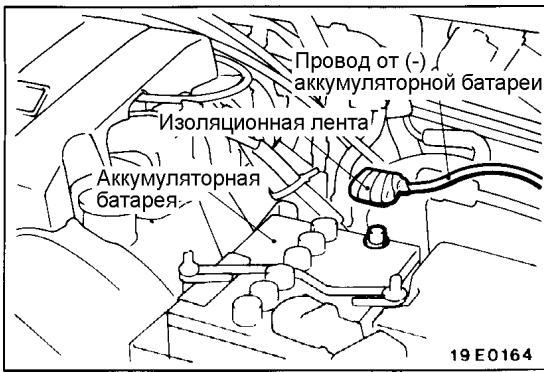 Провод от (-)
аккумуляторной батареи
Изоляционная лента
Аккумуляторная
батарея
19E0164